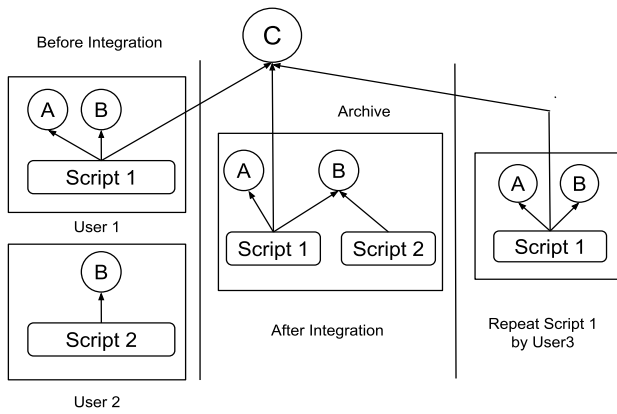 C
Before Integration
A
B
Script 1
User 1
B
Script 2
User 2
Archive
A
B
Script 1
Script 2
After Integration
A
B
Script 1
Repeat Script 1
by User3